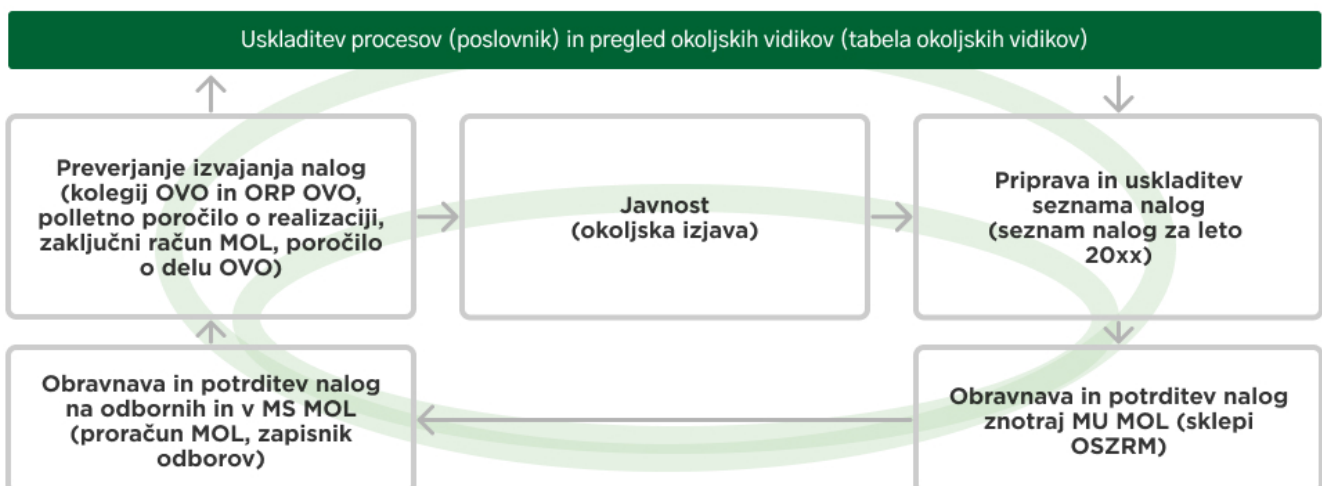 Uskladitev procesov (poslovnik) in pregled okoljskih vidikov (tabela okoljskih vidikov)
Preverjanje izvajanja nalog
(kolegij OVO in ORP OVO,
polletno poročilo o realizaciji,
zaključni račun MOL, poročilo
o delu OVO)
Javnost
(okoljska izjava)
Priprava in uskladitev
seznama nalog
(seznam nalog za leto
20xx)
Obravnava in potrditev nalog
na odbornih in v MS MOL
(proračun MOL, zapisnik
odborov)
Obravnava in potrditev nalog
znotraj MU MOL (sklepi
OSZRM)